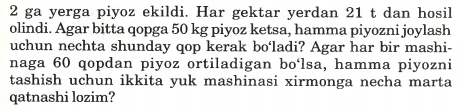 2 ga yerga piyoz ekildi. Har gektar yerdan 21 t dan hosil
olindi. Agar bitta qopga 50 kg piyoz ketsa, hamma piyozni joylash
uchun nechta shunday qop kerak bo‘ladi? Agar har bir mashi-
naga 60 qopdan piyoz ortiladigan bo‘lsa, hamma piyozni
tashish uchun ikkita yuk mashinasi xirmonga necha marta
qatnashi lozim?